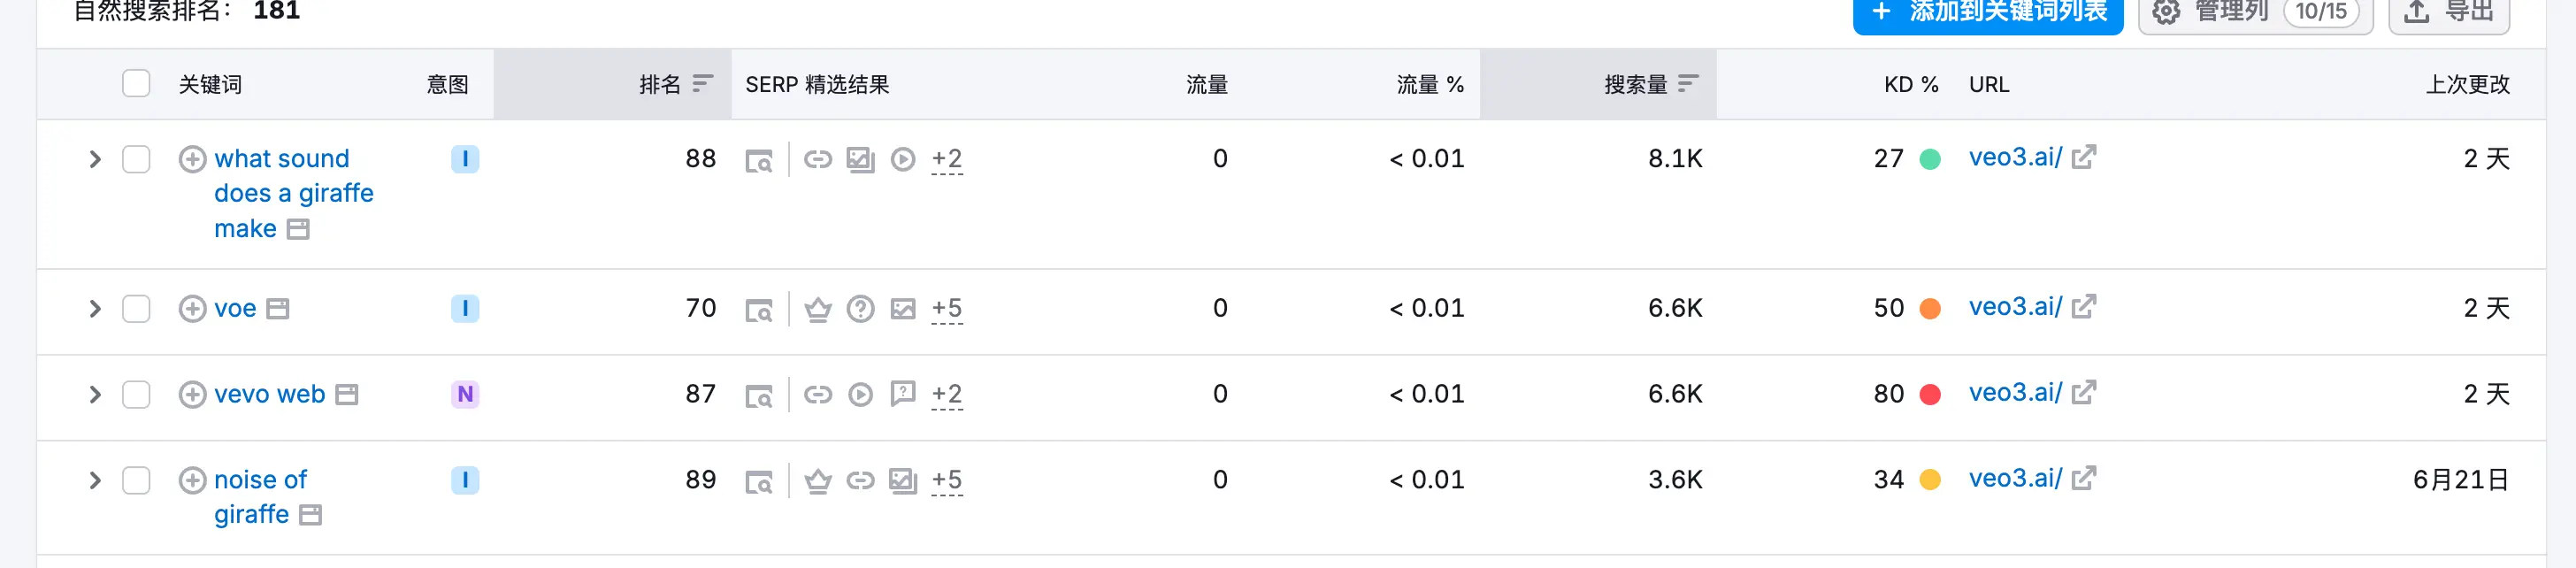 自然搜索排名： 181
+ 添加到关键词列表
管理列 10/15
导出
关键词 意图 排名 SERP 精选结果 流量 流量 % 搜索量 KD % URL 上次更改
what sound I 88 +2 0 < 0.01 8.1K 27 veo3.ai/ 2 天
does a giraffe
make
voe I 70 +5 0 < 0.01 6.6K 50 veo3.ai/ 2 天
vevo web N 87 +2 0 < 0.01 6.6K 80 veo3.ai/ 2 天
noise of I 89 +5 0 < 0.01 3.6K 34 veo3.ai/ 6月21日
giraffe